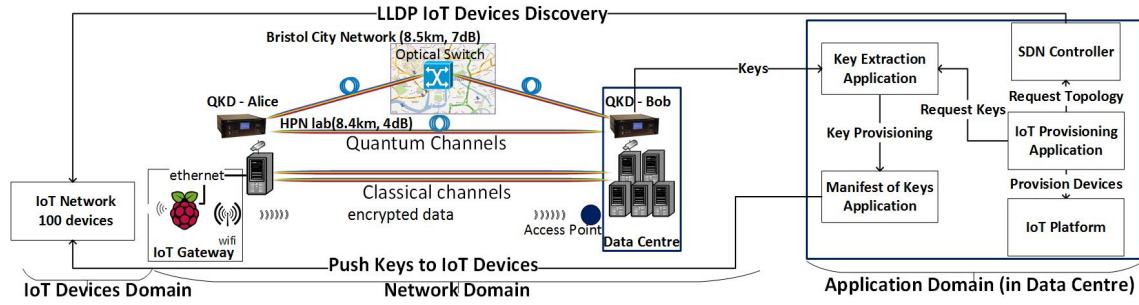 LLDP IoT Devices Discovery
Bristol City Network (8.5km, 7dB)
Optical Switch
QKD - Alice
QKD - Bob
HPN lab(8.4km, 4dB)
Quantum Channels
ethernet
Classical channels
encrypted data
IoT Network
100 devices
wifi
IoT Gateway
Access Point
Data Centre
Push Keys to IoT Devices
IoT Devices Domain
Network Domain
Keys
Key Extraction
Application
SDN Controller
Request Keys
Request Topology
Key Provisioning
IoT Provisioning
Application
Manifest of Keys
Application
Provision Devices
IoT Platform
Application Domain (in Data Centre)